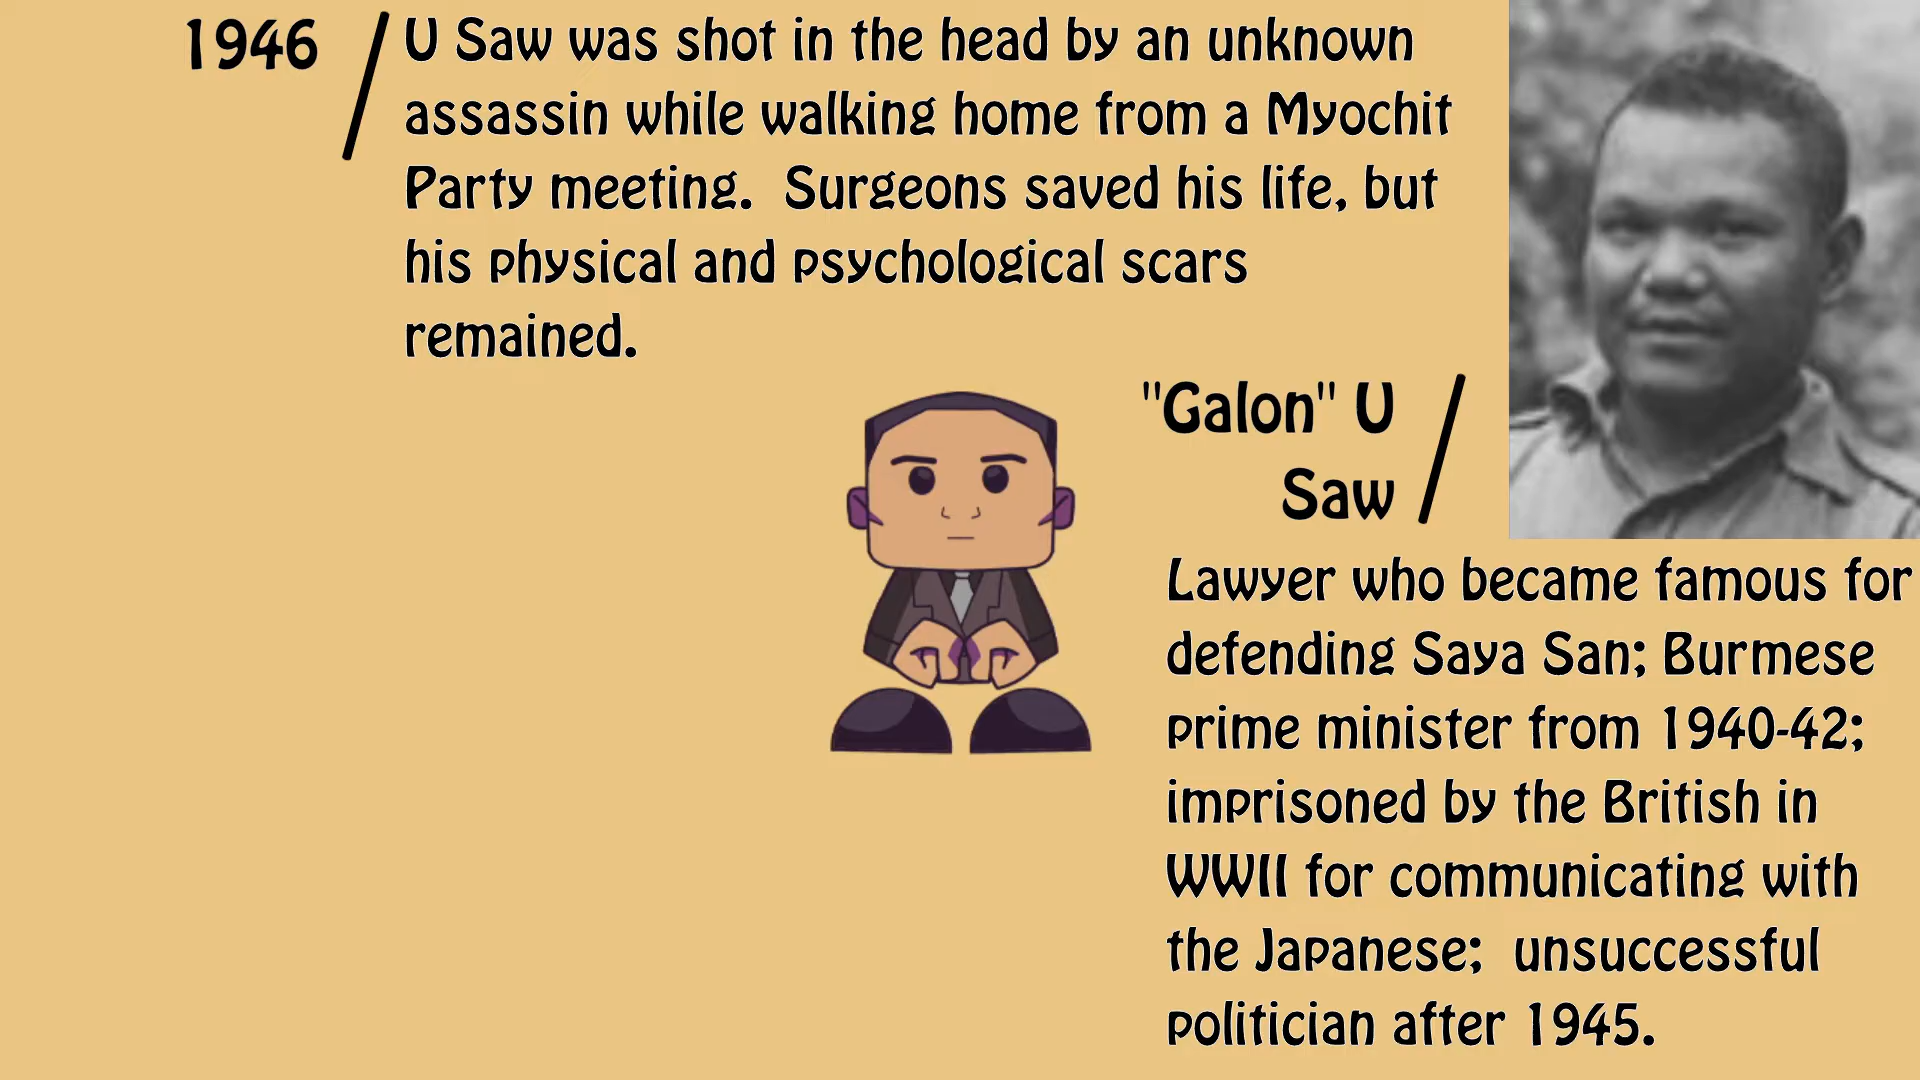 1946
U Saw was shot in the head by an unknown
assassin while walking home from a Myochit
Party meeting.  Surgeons saved his life, but
his physical and psychological scars
remained.
"Galon" U
Saw
Lawyer who became famous for
defending Saya San; Burmese
prime minister from 1940-42;
imprisoned by the British in
WWII for communicating with
the Japanese;  unsuccessful
politician after 1945.